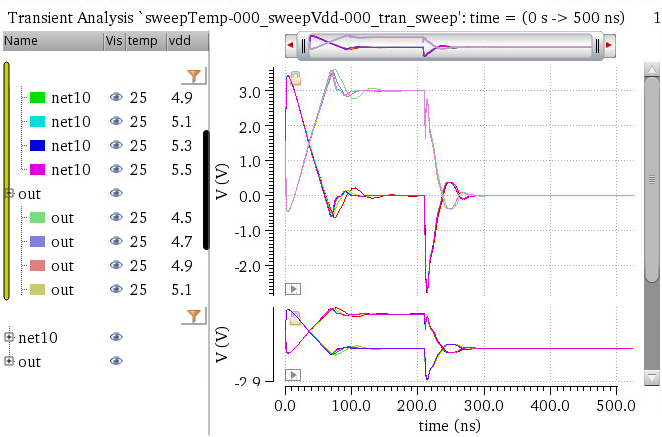 Transient Analysis `sweepTemp-000_sweepVdd-000_tran_sweep': time = (0 s -> 500 ns) 1
Name Vis temp vdd
net10 25 4.9
net10 25 5.1
net10 25 5.3
net10 25 5.5
out
out 25 4.5
out 25 4.7
out 25 4.9
out 25 5.1
net10
out
V (V)
3.0
2.0
1.0
0.0
-1.0
-2.0
V (V)
-2.9
0.0 100.0 200.0 300.0 400.0 500.0
time (ns)